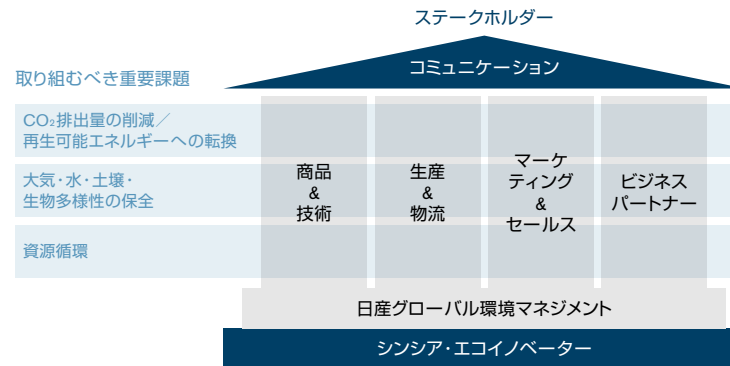 ステークホルダー
コミュニケーション
取り組むべき重要課題
CO₂排出量の削減／
再生可能エネルギーへの転換
大気・水・土壌・
生物多様性の保全
資源循環
商品
&
技術
生産
&
物流
マーケ
ティング
&
セールス
ビジネス
パートナー
日産グローバル環境マネジメント
シンシア・エコイノベーター